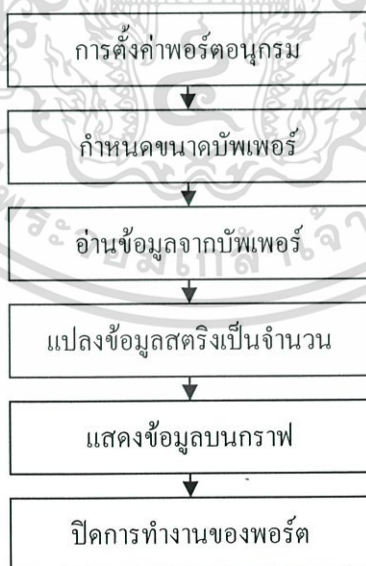 การตั้งค่าพอร์ตอนุกรม
กำหนดขนาดบัพเพอร์
อ่านข้อมูลจากบัพเพอร์
แปลงข้อมูลสตริงเป็นจำนวน
แสดงข้อมูลบนกราฟ
ปิดการทำงานของพอร์ต